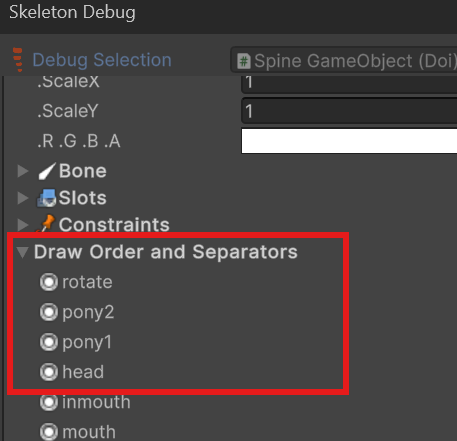 Skeleton Debug
Debug Selection # Spine GameObject (Doi)
.ScaleX 1
.ScaleY 1
.R .G .B .A
Bone
Slots
Constraints
Draw Order and Separators
rotate
pony2
pony1
head
inmouth
mouth